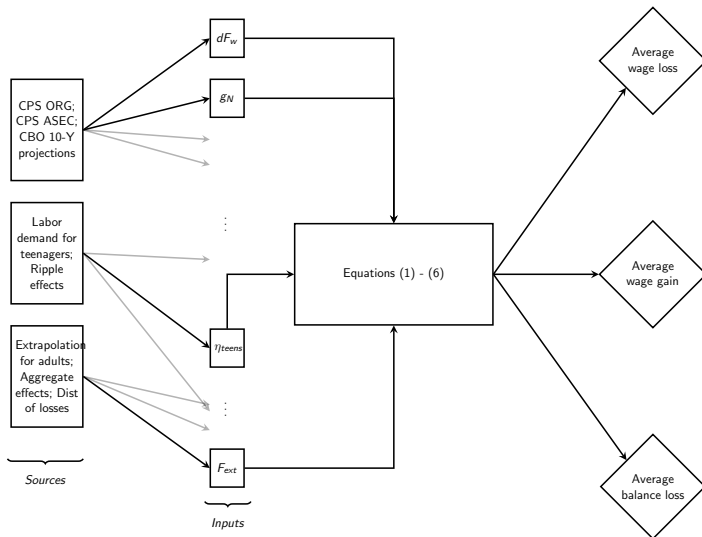 dF_w
g_N
CPS ORG;
CPS ASEC;
CBO 10-Y
projections
Labor
demand for
teenagers;
Ripple
effects
Extrapolation
for adults;
Aggregate
effects; Dist
of losses
Sources
⋮
η_teens
⋮
F_ext
Inputs
Equations (1) - (6)
Average
wage loss
Average
wage gain
Average
balance loss